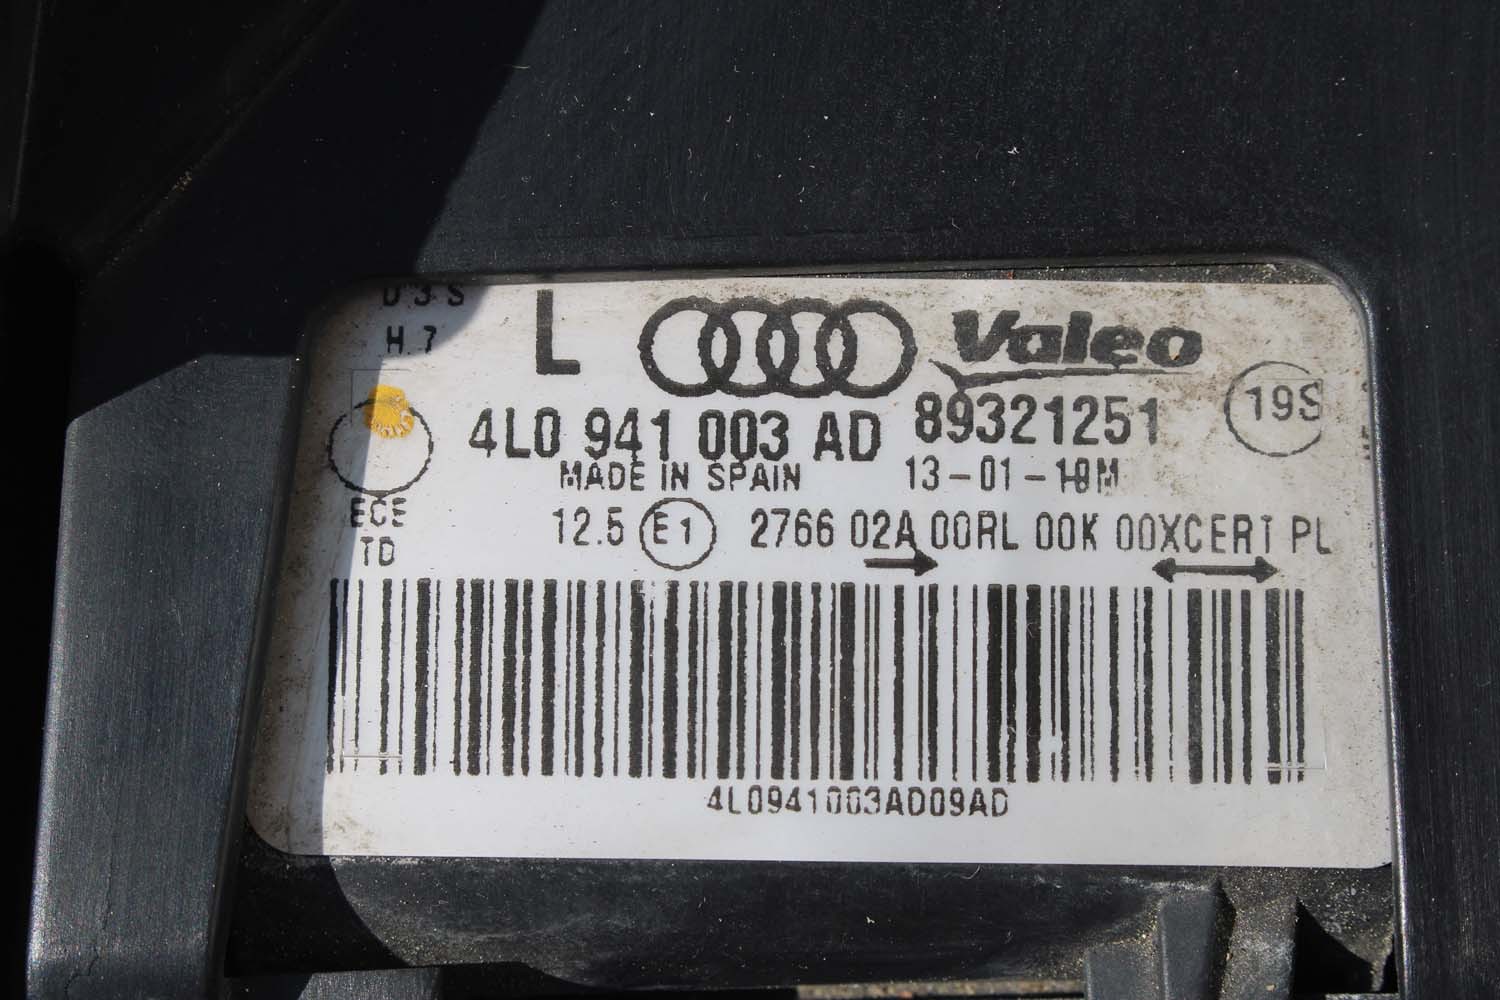 D3S
H7
L Valeo
4L0 941 003 AD 89321251 19S
MADE IN SPAIN 13-01-10M
ECE
TD
12.5 E1 2766 02A 00RL 00K 00XCERT PL
4L0941003AD09AD